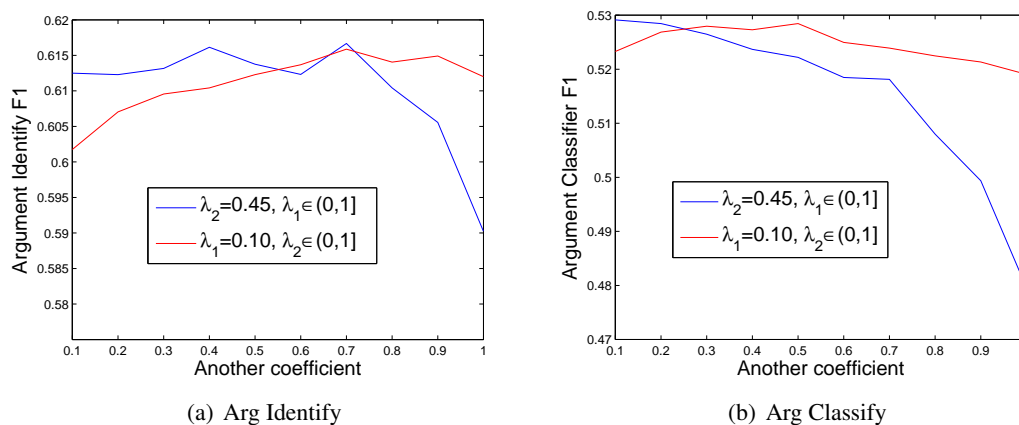 0.62
0.615
0.61
0.605
0.6
0.595
0.59
0.585
0.58
0.1 0.2 0.3 0.4 0.5 0.6 0.7 0.8 0.9 1
Another coefficient
Argument Identify F1
λ₂=0.45, λ₁∈(0,1]
λ₁=0.10, λ₂∈(0,1]
(a) Arg Identify
0.53
0.52
0.51
0.5
0.49
0.48
0.47
0.1 0.2 0.3 0.4 0.5 0.6 0.7 0.8 0.9
Another coefficient
Argument Classifier F1
λ₂=0.45, λ₁∈(0,1]
λ₁=0.10, λ₂∈(0,1]
(b) Arg Classify